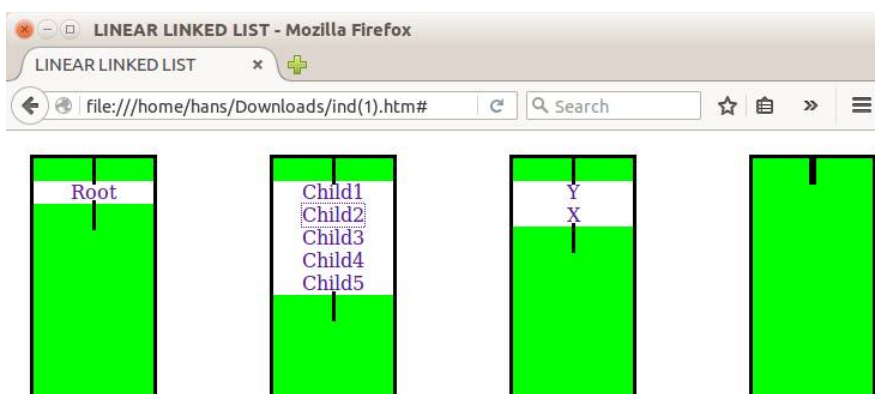 LINEAR LINKED LIST - Mozilla Firefox
LINEAR LINKED LIST
file:///home/hans/Downloads/ind(1).htm#
Search
Root
Child1
Child2
Child3
Child4
Child5
Y
X